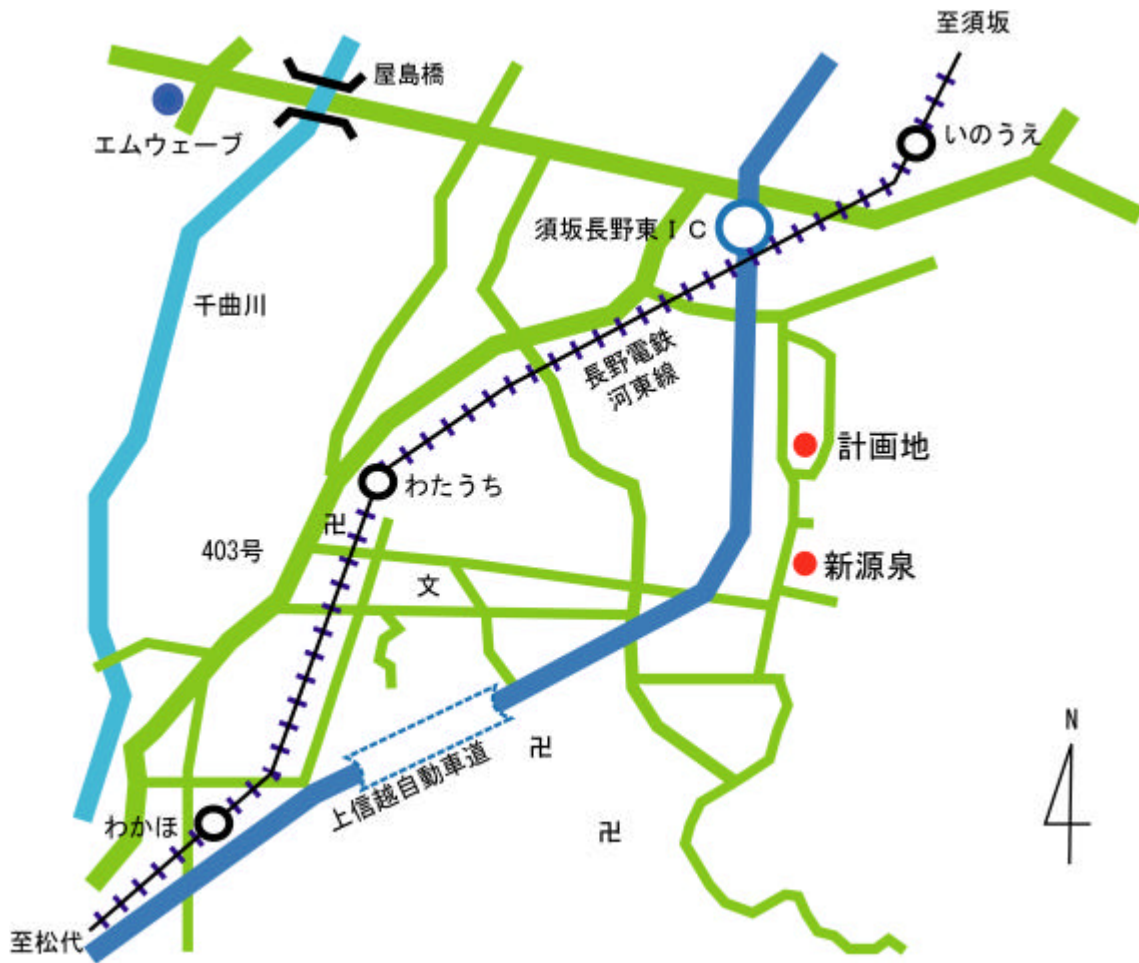 至須坂
屋島橋
いのうえ
エムウェーブ
須坂長野東IC
千曲川
長野電鉄
河東線
計画地
わたうち
卍
403号
新源泉
文
N
卍
上信越自動車道
わかほ
卍
至松代